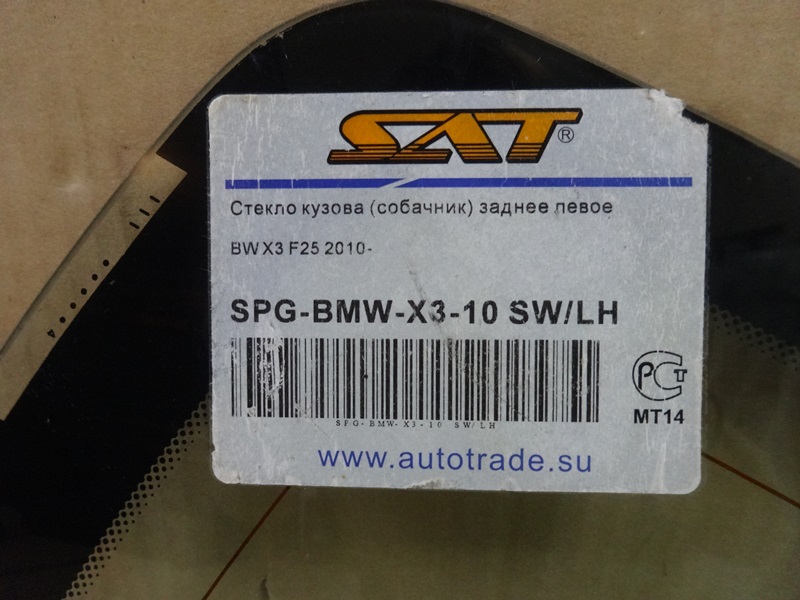 SAT®
Стекло кузова (собачник) заднее левое
BW X3 F25 2010-
SPG-BMW-X3-10 SW/LH
SPG-BMW-X3-10 SW/LH
РСТ
МТ14
www.autotrade.su